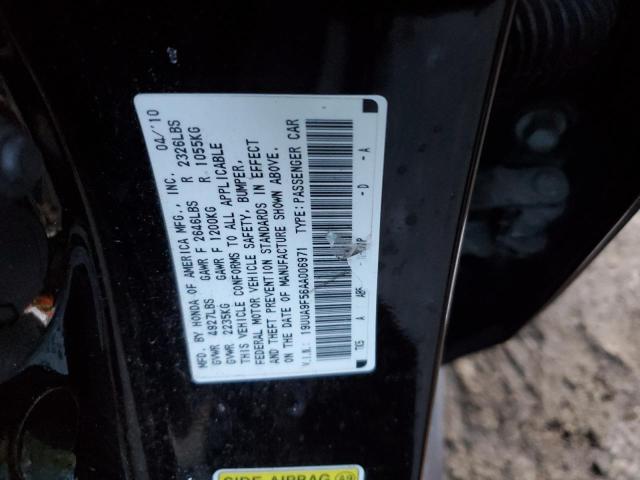 MFD. BY HONDA OF AMERICA MFG., INC. 04/'10
GVWR 4927LBS GAWR F 2646LBS R 2326LBS
GVWR 2235KG GAWR F 1200KG R 1055KG
THIS VEHICLE CONFORMS TO ALL APPLICABLE
FEDERAL MOTOR VEHICLE SAFETY, BUMPER,
AND THEFT PREVENTION STANDARDS IN EFFECT
ON THE DATE OF MANUFACTURE SHOWN ABOVE.
V.I.N.: 19UUA9F56AA006971 TYPE: PASSENGER CAR
TK5 A -D -A
SIDE AIRBAG